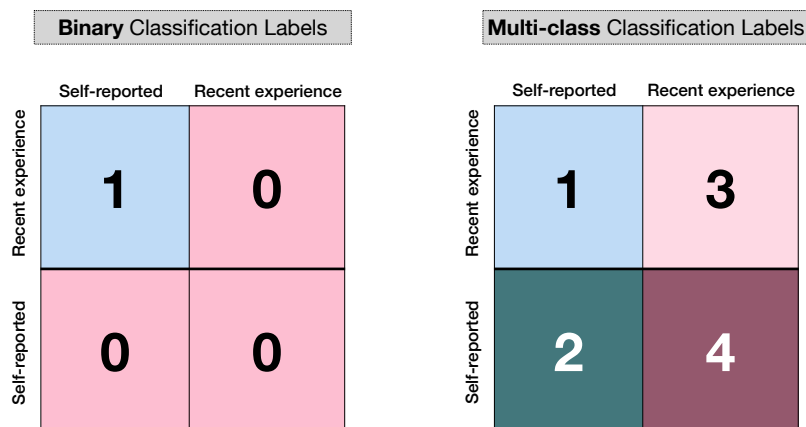 Binary Classification Labels
Self-reported Recent experience
Recent experience
1 0
Self-reported
0 0
Multi-class Classification Labels
Self-reported Recent experience
Recent experience
1 3
Self-reported
2 4